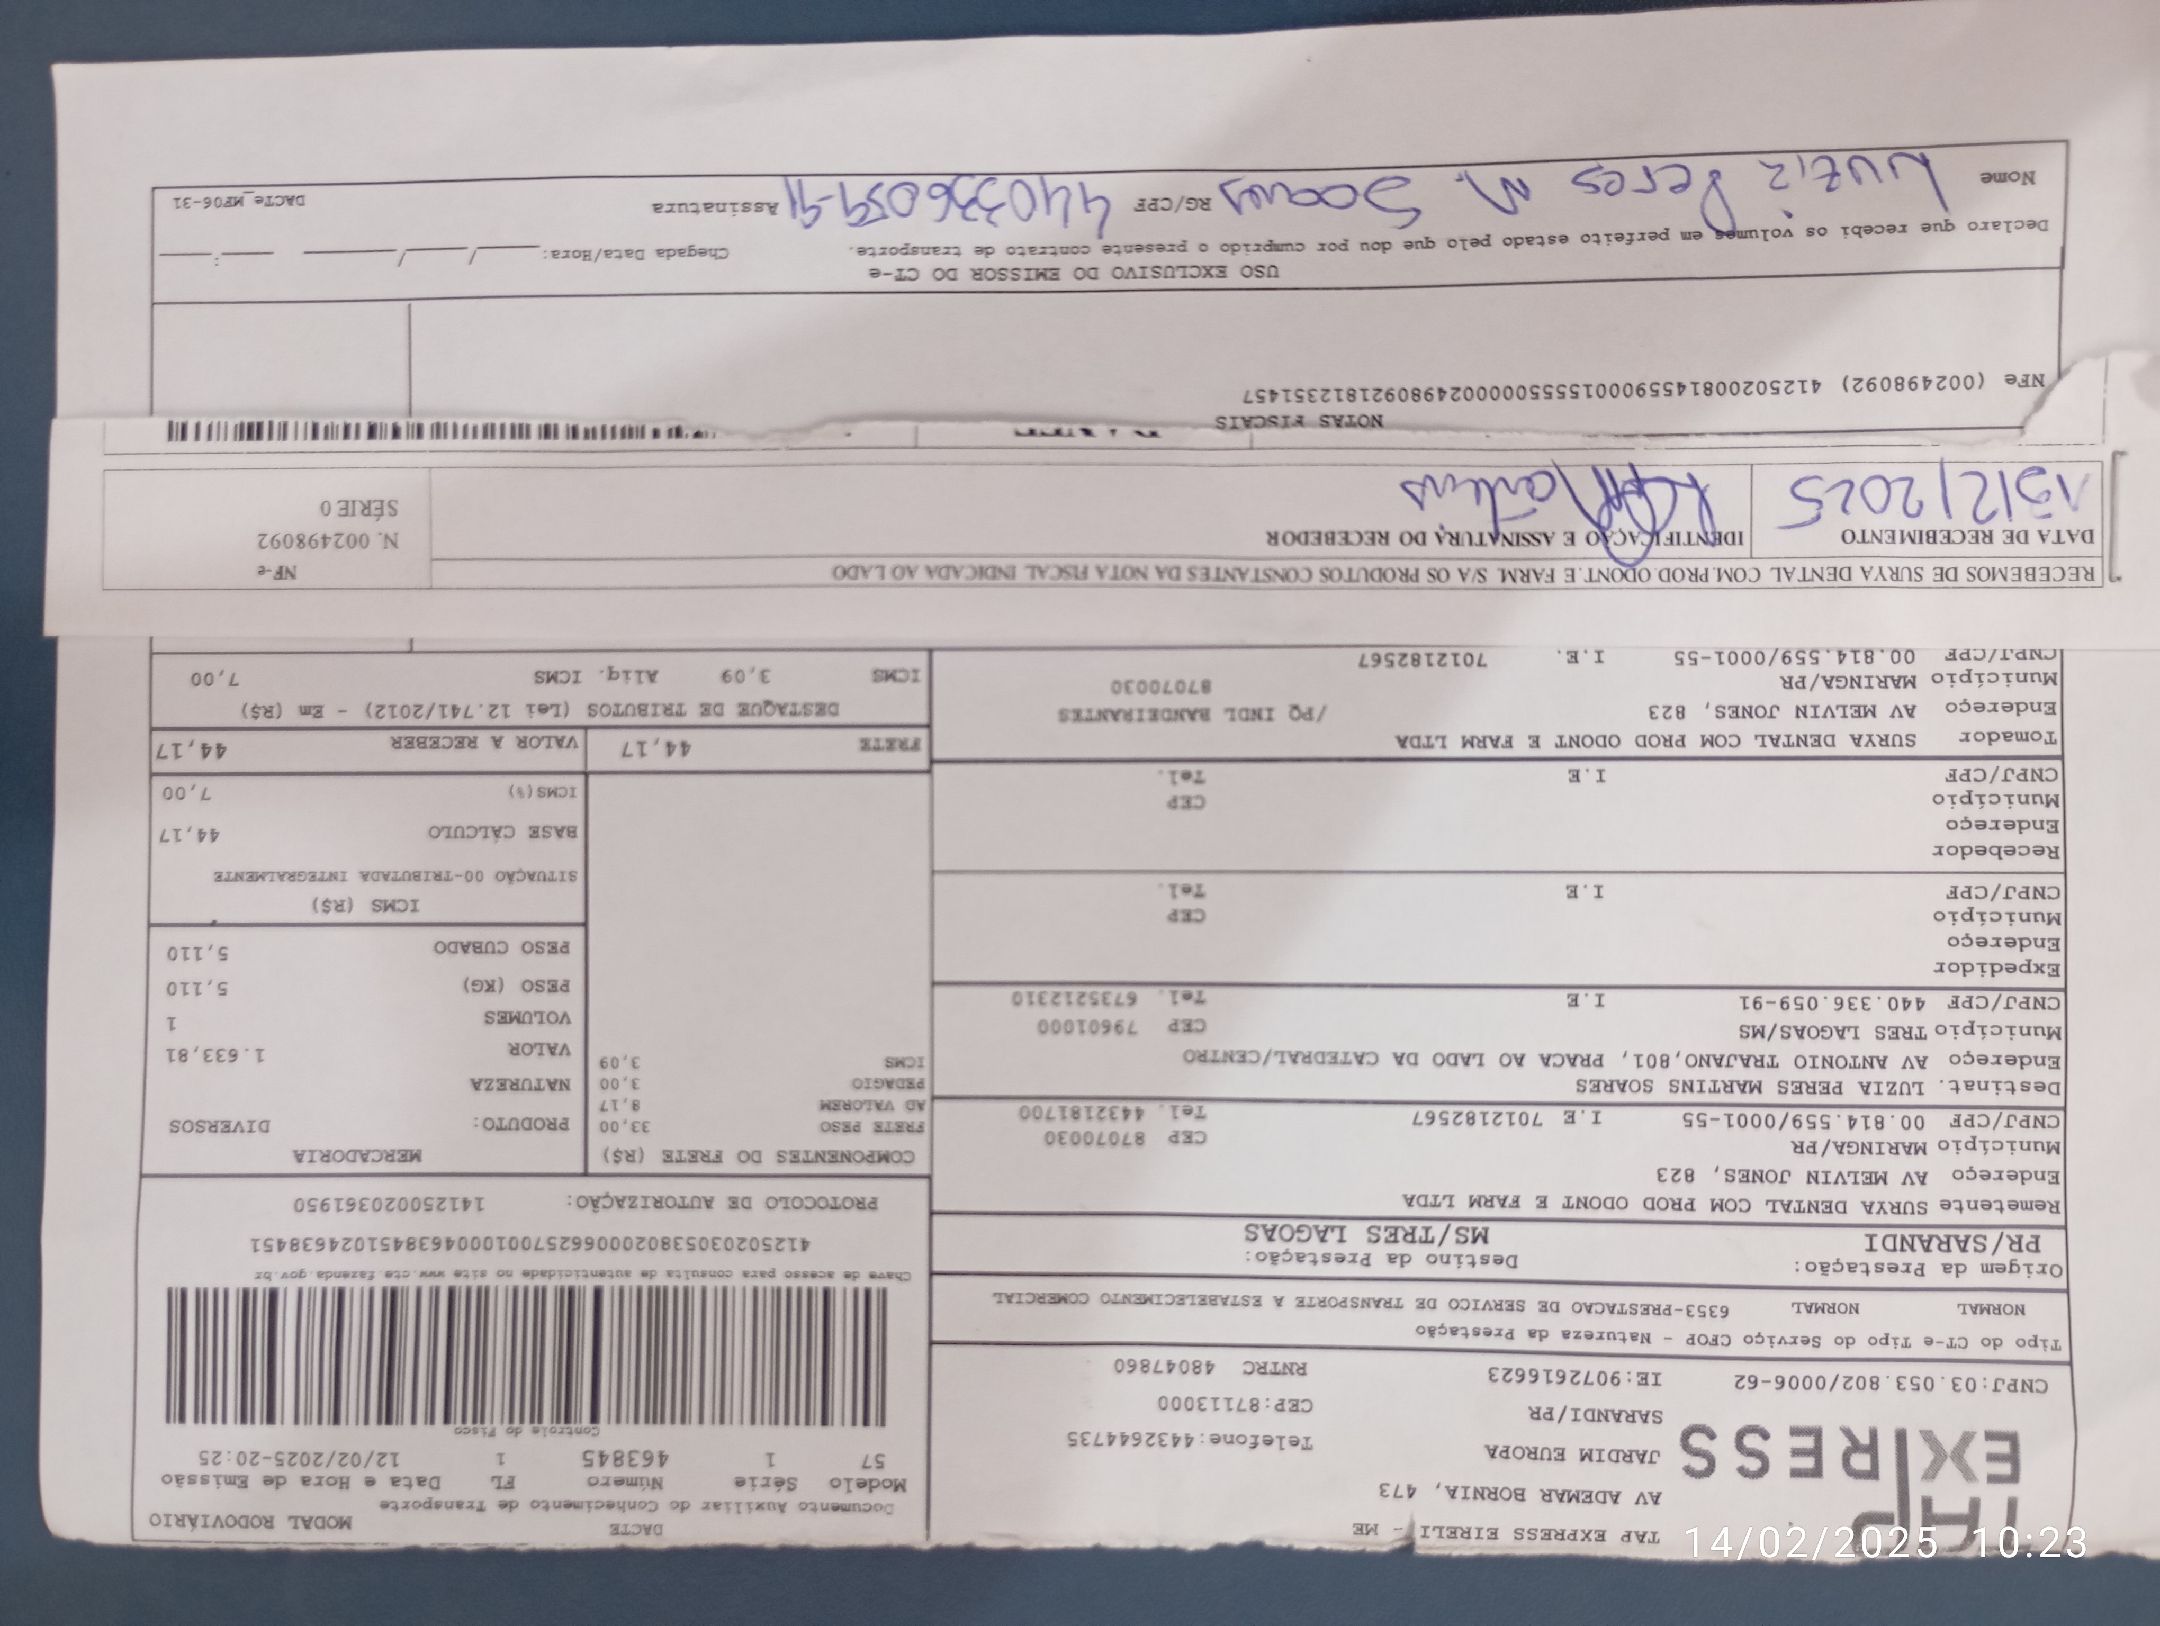 TAP EXPRESS
TAP EXPRESS EIRELI - ME
AV ADEMAR BORNIA, 473
JARDIM EUROPA Telefone:4432644735
SARANDI/PR CEP:87113000
CNPJ:03.053.802/0006-62 IE:9072616623 RNTRC 48047860
Tipo do CT-e Tipo do Serviço CFOP - Natureza da Prestação
NORMAL NORMAL 6353-PRESTACAO DE SERVICO DE TRANSPORTE A ESTABELECIMENTO COMERCIAL
Origem da Prestação: Destino da Prestação:
PR/SARANDI MS/TRES LAGOAS
DACTE MODAL RODOVIÁRIO
Documento Auxiliar do Conhecimento de Transporte
Modelo Série Número FL Data e Hora de Emissão
57 1 463845 1 12/02/2025-20:25
Controle do Fisco
Chave de acesso para consulta de autenticidade no site www.cte.fazenda.gov.br
41250203053802000662570010004638451024638451
PROTOCOLO DE AUTORIZAÇÃO: 141250020361950
Remetente SURYA DENTAL COM PROD ODONT E FARM LTDA
Endereço AV MELVIN JONES, 823
Município MARINGA/PR CEP 87070030
CNPJ/CPF 00.814.559/0001-55 I.E 7012182567 Tel. 4432181700
Destinat. LUZIA PERES MARTINS SOARES
Endereço AV ANTONIO TRAJANO,801, PRACA AO LADO DA CATEDRAL/CENTRO
Município TRES LAGOAS/MS CEP 79601000
CNPJ/CPF 440.336.059-91 I.E Tel. 6735212310
Expedidor
Endereço
Município CEP
CNPJ/CPF I.E Tel.
Recebedor
Endereço
Município CEP
CNPJ/CPF I.E Tel.
Tomador SURYA DENTAL COM PROD ODONT E FARM LTDA
Endereço AV MELVIN JONES, 823 /PQ INDL BANDEIRANTES
Município MARINGA/PR 87070030
CNPJ/CPF 00.814.559/0001-55 I.E. 7012182567
COMPONENTES DO FRETE (R$)
FRETE PESO 33,00
AD VALOREM 8,17
PEDAGIO 3,00
ICMS 3,09
MERCADORIA
PRODUTO: DIVERSOS
NATUREZA
VALOR 1.633,81
VOLUMES 1
PESO (KG) 5,110
PESO CUBADO 5,110
ICMS (R$)
SITUAÇÃO 00-TRIBUTADA INTEGRALMENTE
BASE CÁLCULO 44,17
ICMS(%) 7,00
FRETE 44,17 VALOR A RECEBER 44,17
DESTAQUE DE TRIBUTOS (Lei 12.741/2012) - Em (R$)
ICMS 3,09 Aliq. ICMS 7,00
RECEBEMOS DE SURYA DENTAL COM.PROD.ODONT.E FARM. S/A OS PRODUTOS CONSTANTES DA NOTA FISCAL INDICADA AO LADO
DATA DE RECEBIMENTO IDENTIFICAÇÃO E ASSINATURA DO RECEBEDOR
13/2/2025
NF-e
N. 002498092
SÉRIE 0
NOTAS FISCAIS
NFe (002498092) 41250200814559000155550000024980921812351457
USO EXCLUSIVO DO EMISSOR DO CT-e
Declaro que recebi os volumes em perfeito estado pelo que dou por cumprido o presente contrato de transporte. Chegada Data/Hora: ____/____/____ ____:____
Nome Luzia Peres M. Soares RG/CPF 440336059-91 Assinatura DACTe_MF06-31
14/02/2025 10:23